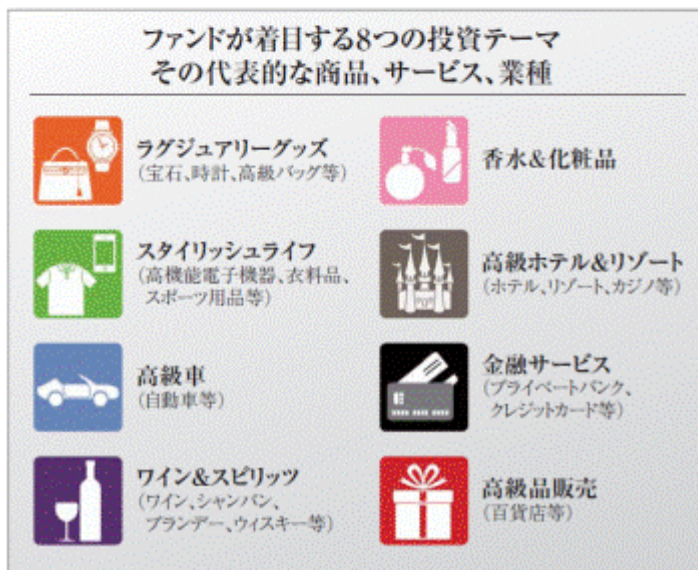 ファンドが着目する8つの投資テーマ
その代表的な商品、サービス、業種
ラグジュアリーグッズ
(宝石、時計、高級バッグ等)
スタイリッシュライフ
(高機能電子機器、衣料品、
スポーツ用品等)
高級車
(自動車等)
ワイン&スピリッツ
(ワイン、シャンパン、
ブランデー、ウィスキー等)
香水&化粧品
高級ホテル&リゾート
(ホテル、リゾート、カジノ等)
金融サービス
(プライベートバンク、
クレジットカード等)
高級品販売
(百貨店等)